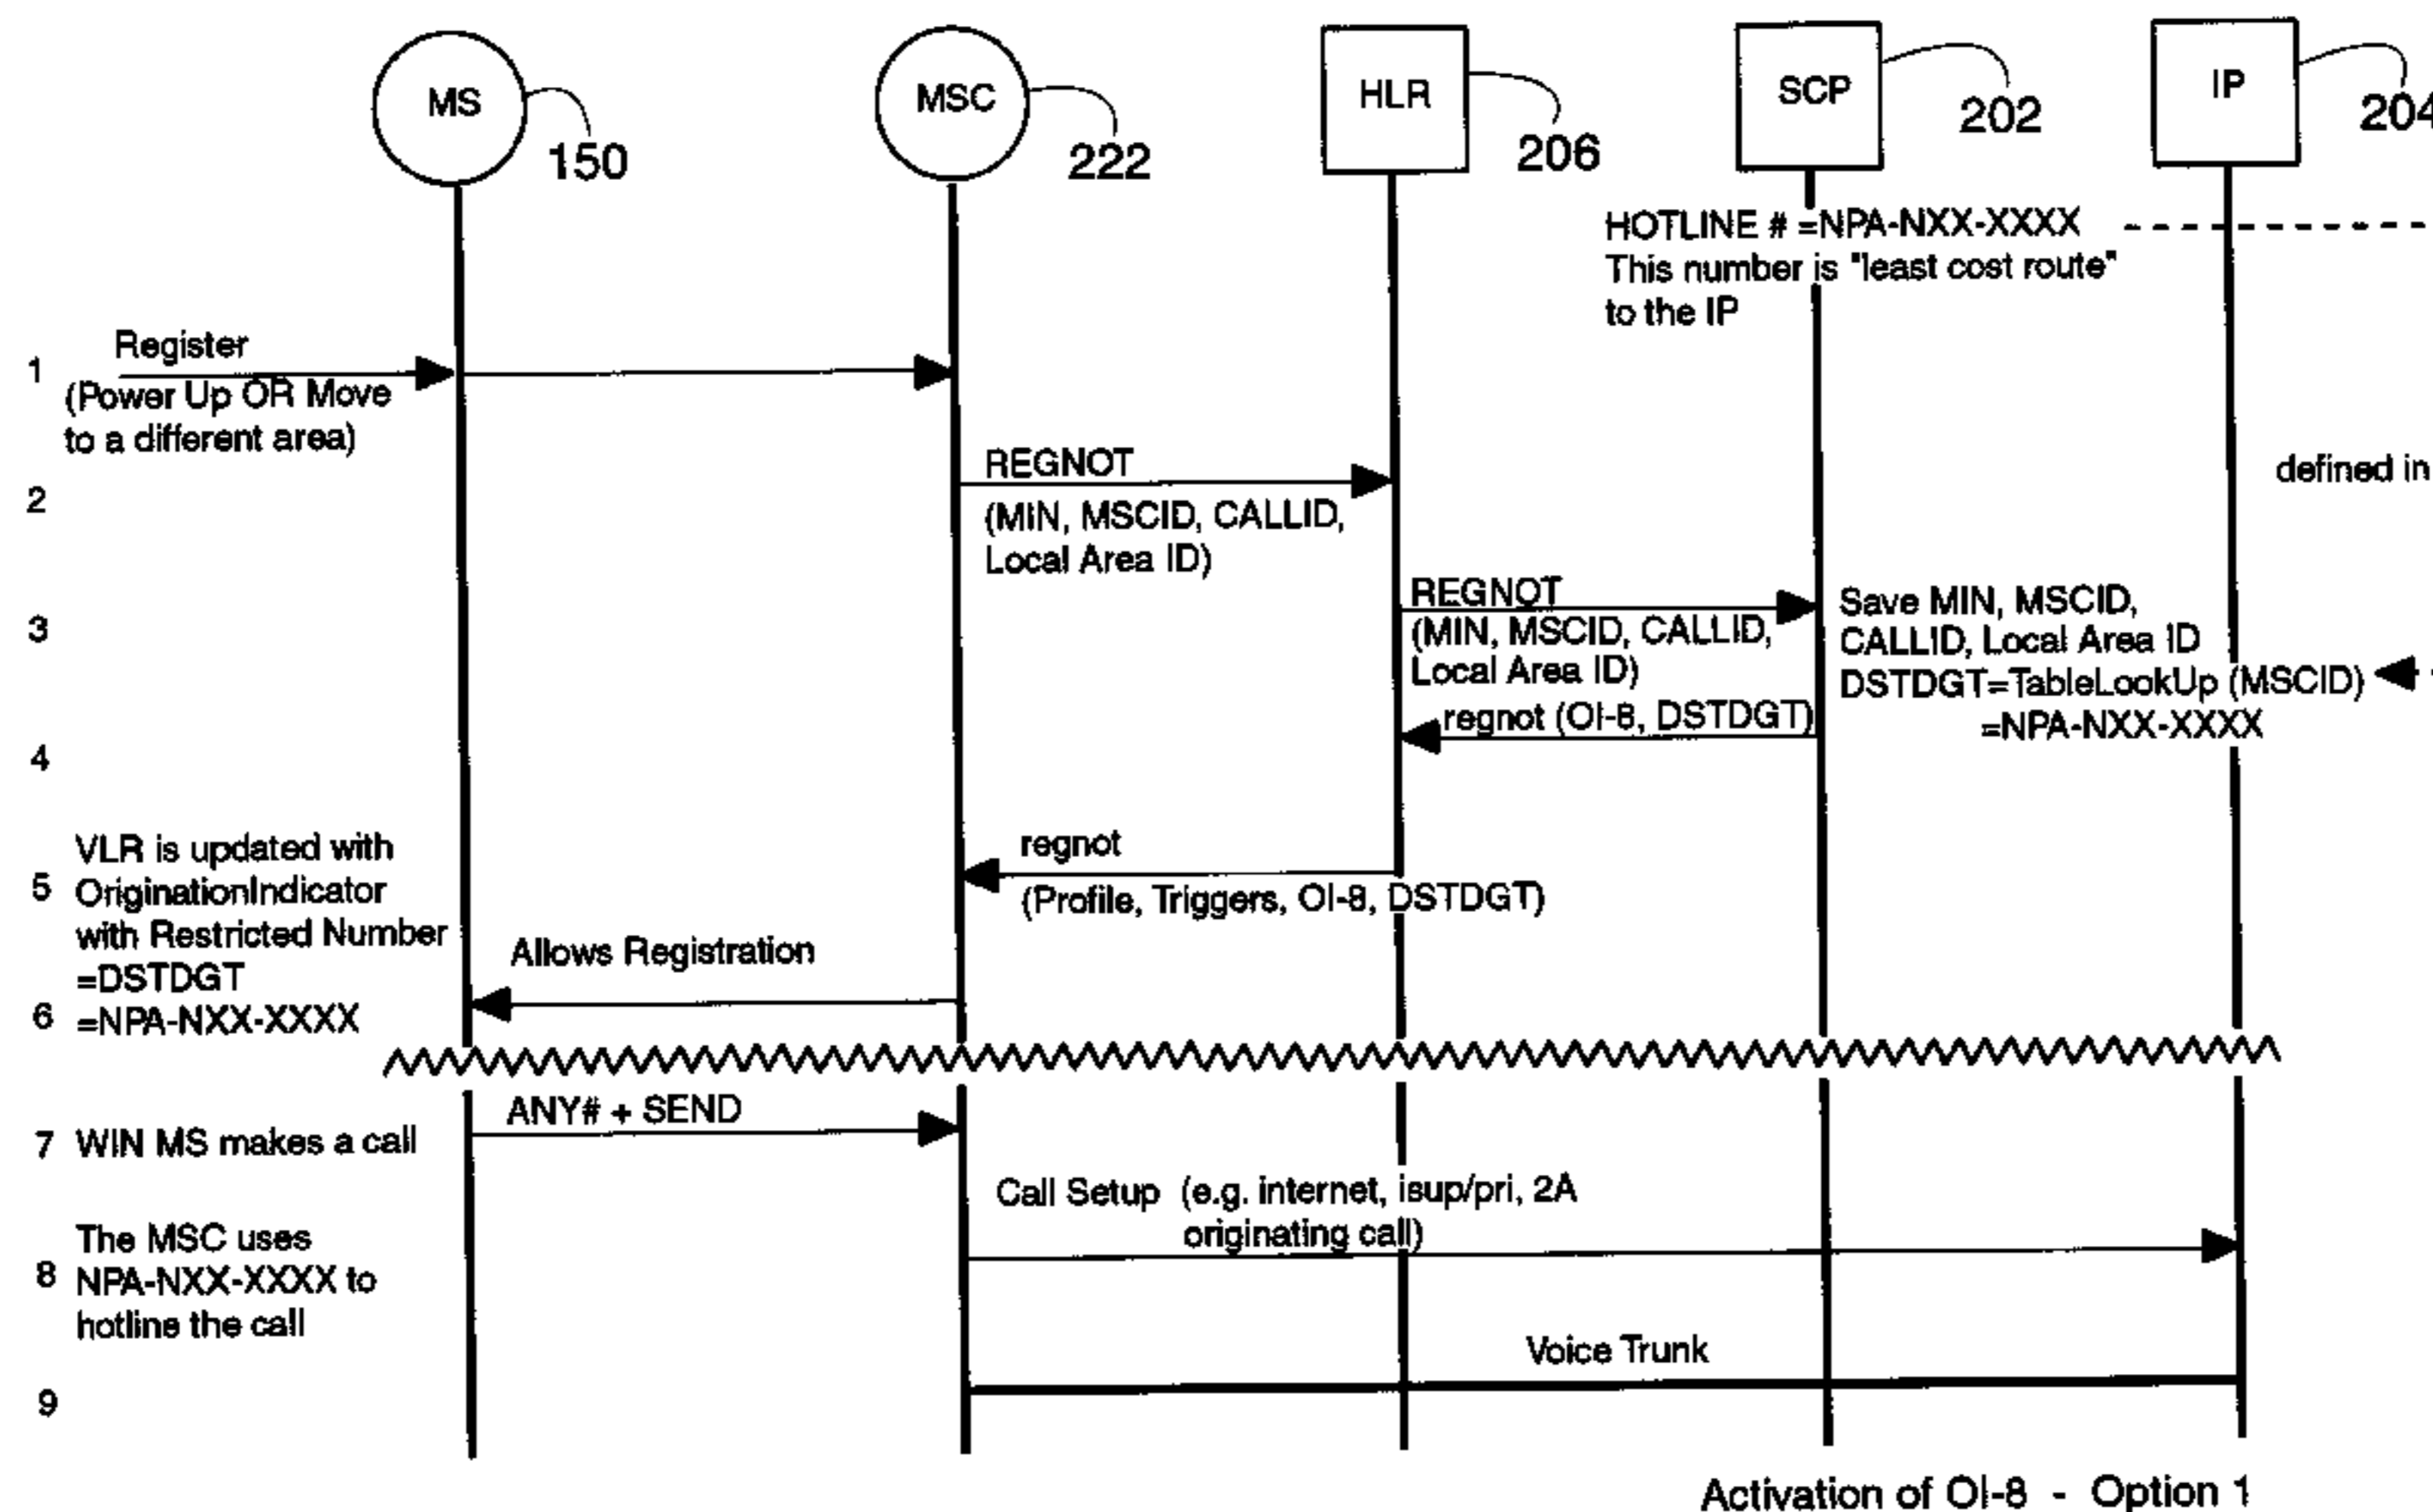 MS
150
MSC
222
HLR
206
SCP
202
IP
204
HOTLINE # =NPA-NXX-XXXX
This number is "least cost route"
to the IP
1
Register
(Power Up OR Move
to a different area)
2
REGNOT
(MIN, MSCID, CALLID,
Local Area ID)
defined in
3
REGNOT
(MIN, MSCID, CALLID,
Local Area ID)
Save MIN, MSCID,
CALLID, Local Area ID
DSTDGT=TableLookUp (MSCID)
=NPA-NXX-XXXX
4
regnot (OI-8, DSTDGT)
VLR is updated with
5 OriginationIndicator
with Restricted Number
=DSTDGT
6 =NPA-NXX-XXXX
regnot
(Profile, Triggers, OI-8, DSTDGT)
Allows Registration
7 WIN MS makes a call
ANY# + SEND
The MSC uses
8 NPA-NXX-XXXX to
hotline the call
Call Setup (e.g. internet, isup/pri, 2A
originating call)
9
Voice Trunk
Activation of OI-8 - Option 1